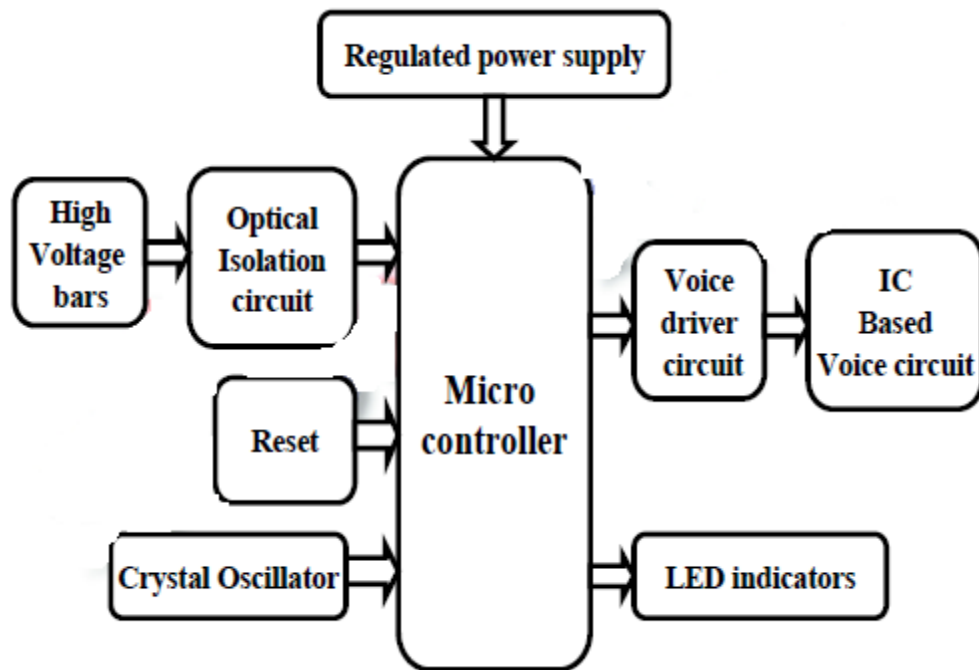 Regulated power supply
High
Voltage
bars
Optical
Isolation
circuit
Micro
controller
Voice
driver
circuit
IC
Based
Voice circuit
Reset
Crystal Oscillator
LED indicators